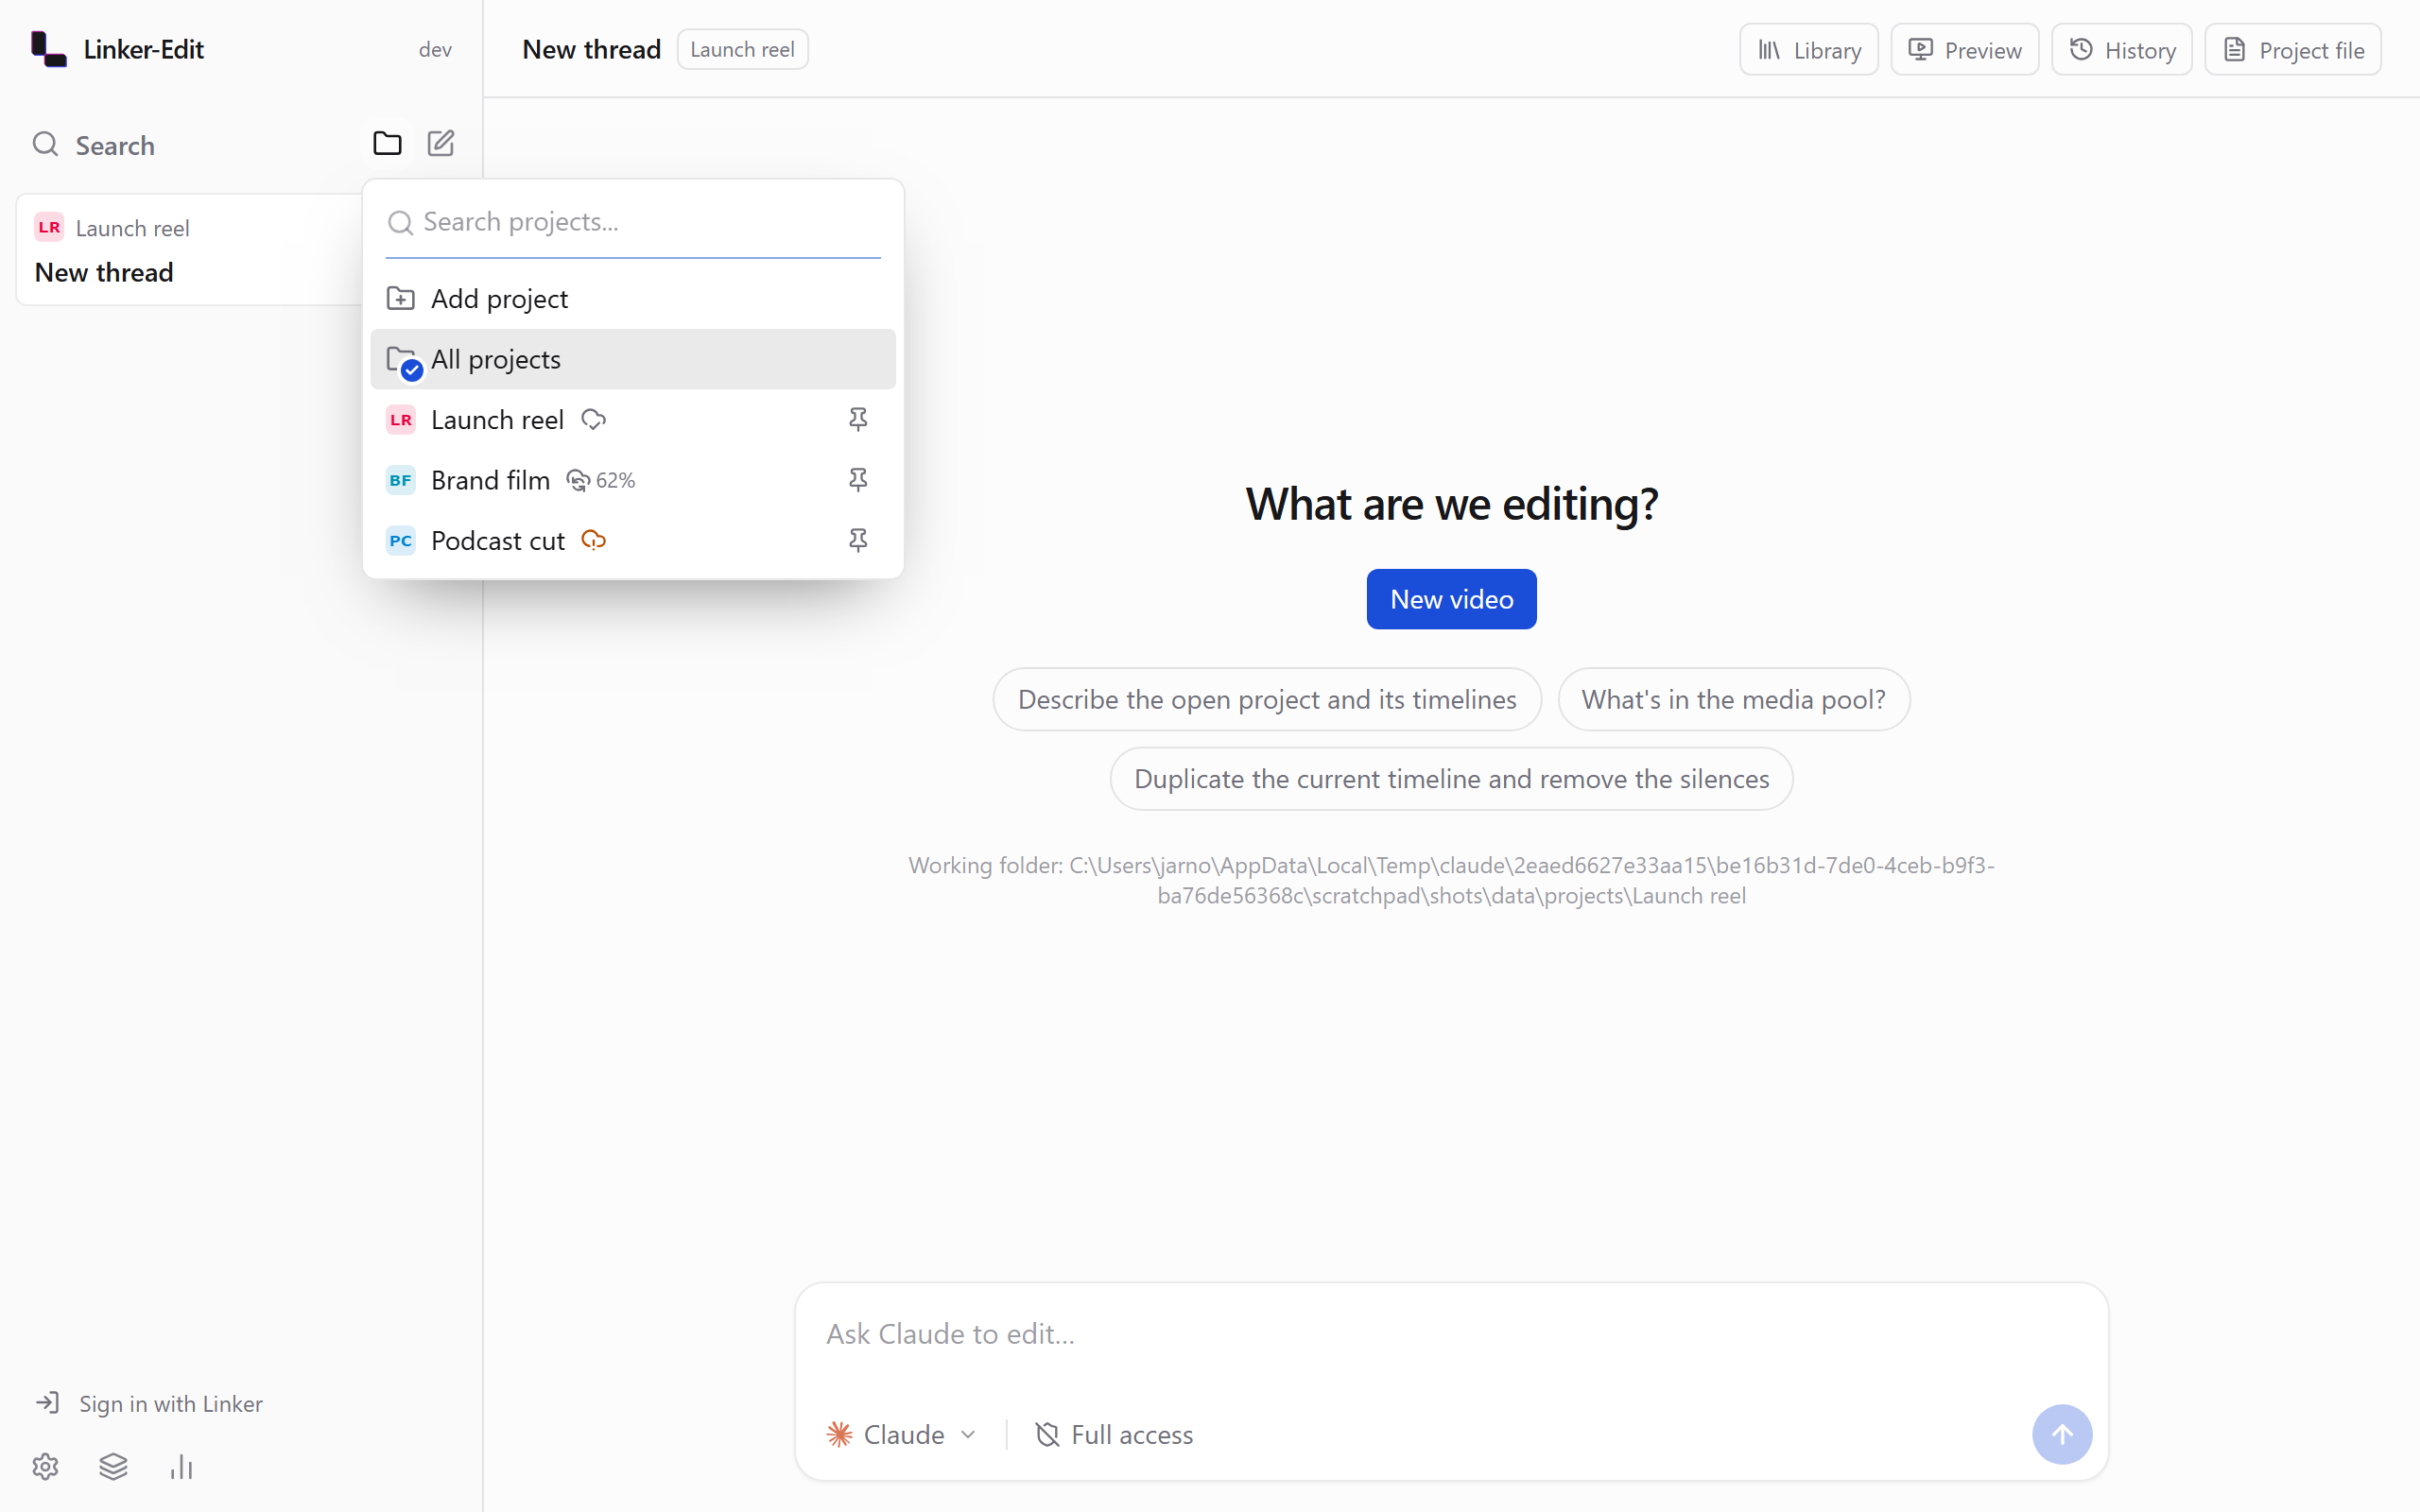 Linker-Edit
dev
New thread
Launch reel
Library
Preview
History
Project file
Search
LR Launch reel
New thread
Search projects...
Add project
All projects
LR Launch reel
BF Brand film 62%
PC Podcast cut
What are we editing?
New video
Describe the open project and its timelines
What's in the media pool?
Duplicate the current timeline and remove the silences
Working folder: C:\Users\jarno\AppData\Local\Temp\claude\2eaed6627e33aa15\be16b31d-7de0-4ceb-b9f3-
ba76de56368c\scratchpad\shots\data\projects\Launch reel
Ask Claude to edit...
Claude
Full access
Sign in with Linker